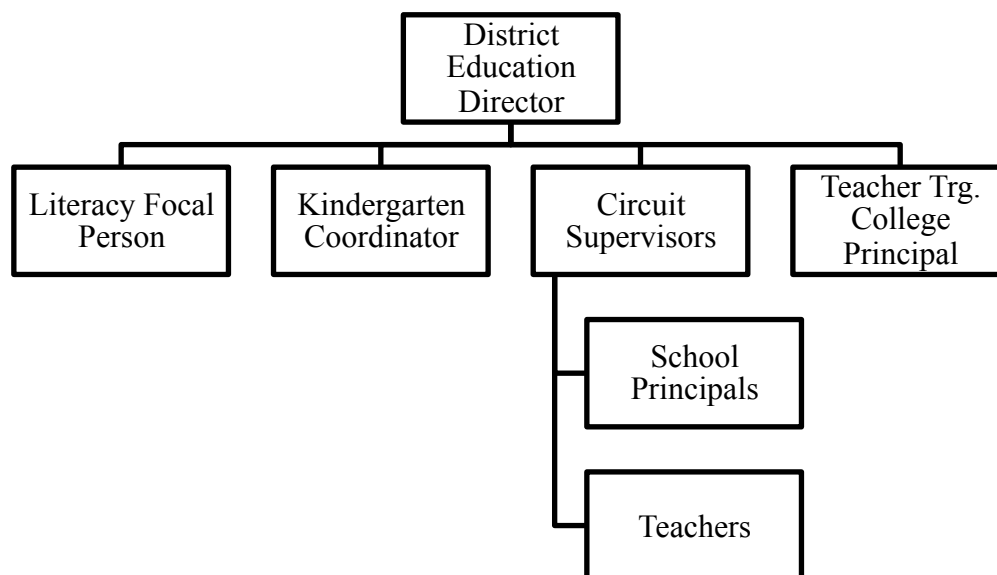 District
Education
Director
Literacy Focal
Person
Kindergarten
Coordinator
Circuit
Supervisors
Teacher Trg.
College
Principal
School
Principals
Teachers